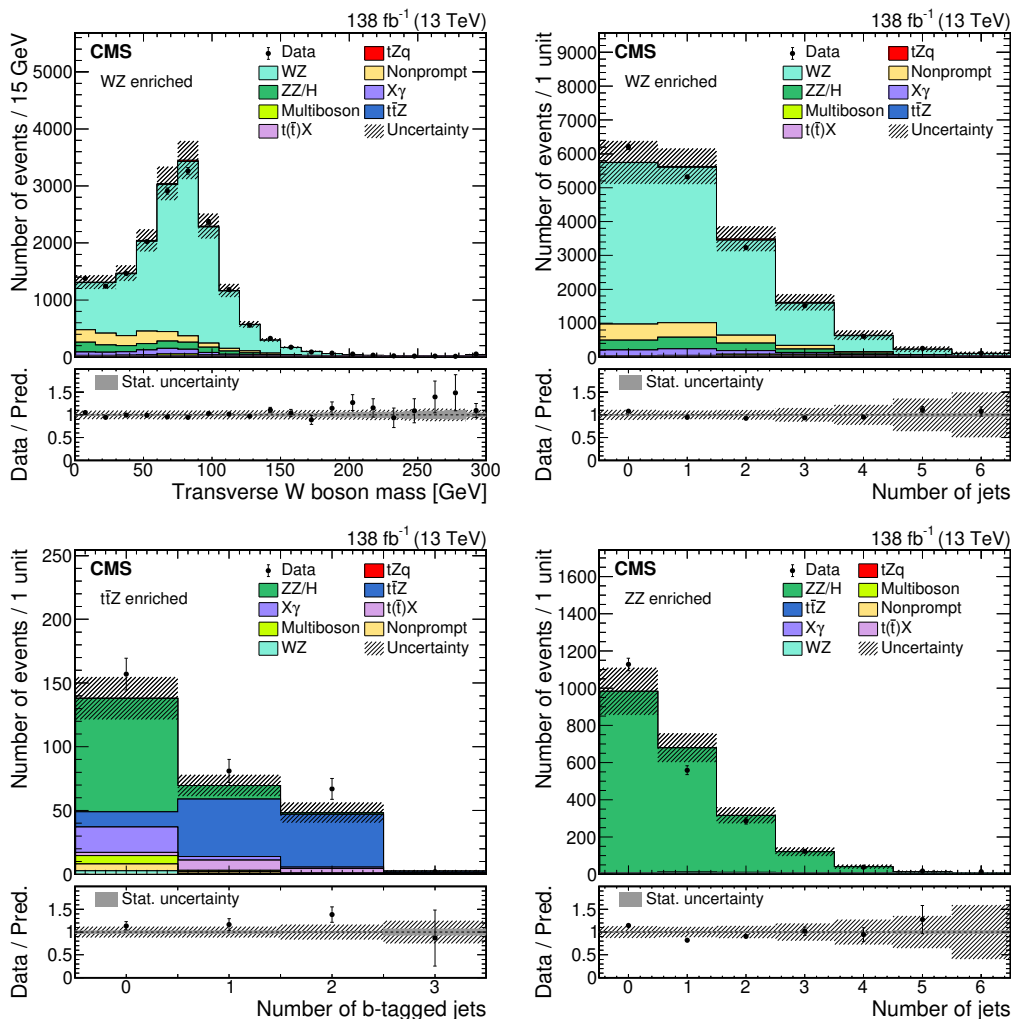 138 fb⁻¹ (13 TeV)
CMS
WZ enriched
Data
WZ
ZZ/H
Multiboson
t(t̄)X
tZq
Nonprompt
Xγ
tt̄Z
Uncertainty
Number of events / 15 GeV
5000
4000
3000
2000
1000
0
Stat. uncertainty
Data / Pred.
1.5
1
0.5
0
0 50 100 150 200 250 300
Transverse W boson mass [GeV]
138 fb⁻¹ (13 TeV)
CMS
WZ enriched
Data
WZ
ZZ/H
Multiboson
t(t̄)X
tZq
Nonprompt
Xγ
tt̄Z
Uncertainty
Number of events / 1 unit
9000
8000
7000
6000
5000
4000
3000
2000
1000
0
Stat. uncertainty
Data / Pred.
1.5
1
0.5
0
0 1 2 3 4 5 6
Number of jets
138 fb⁻¹ (13 TeV)
CMS
tt̄Z enriched
Data
ZZ/H
Xγ
Multiboson
WZ
tZq
tt̄Z
t(t̄)X
Nonprompt
Uncertainty
Number of events / 1 unit
250
200
150
100
50
0
Stat. uncertainty
Data / Pred.
1.5
1
0.5
0
0 1 2 3
Number of b-tagged jets
138 fb⁻¹ (13 TeV)
CMS
ZZ enriched
Data
ZZ/H
tt̄Z
Xγ
WZ
tZq
Multiboson
Nonprompt
t(t̄)X
Uncertainty
Number of events / 1 unit
1600
1400
1200
1000
800
600
400
200
0
Stat. uncertainty
Data / Pred.
1.5
1
0.5
0
0 1 2 3 4 5 6
Number of jets